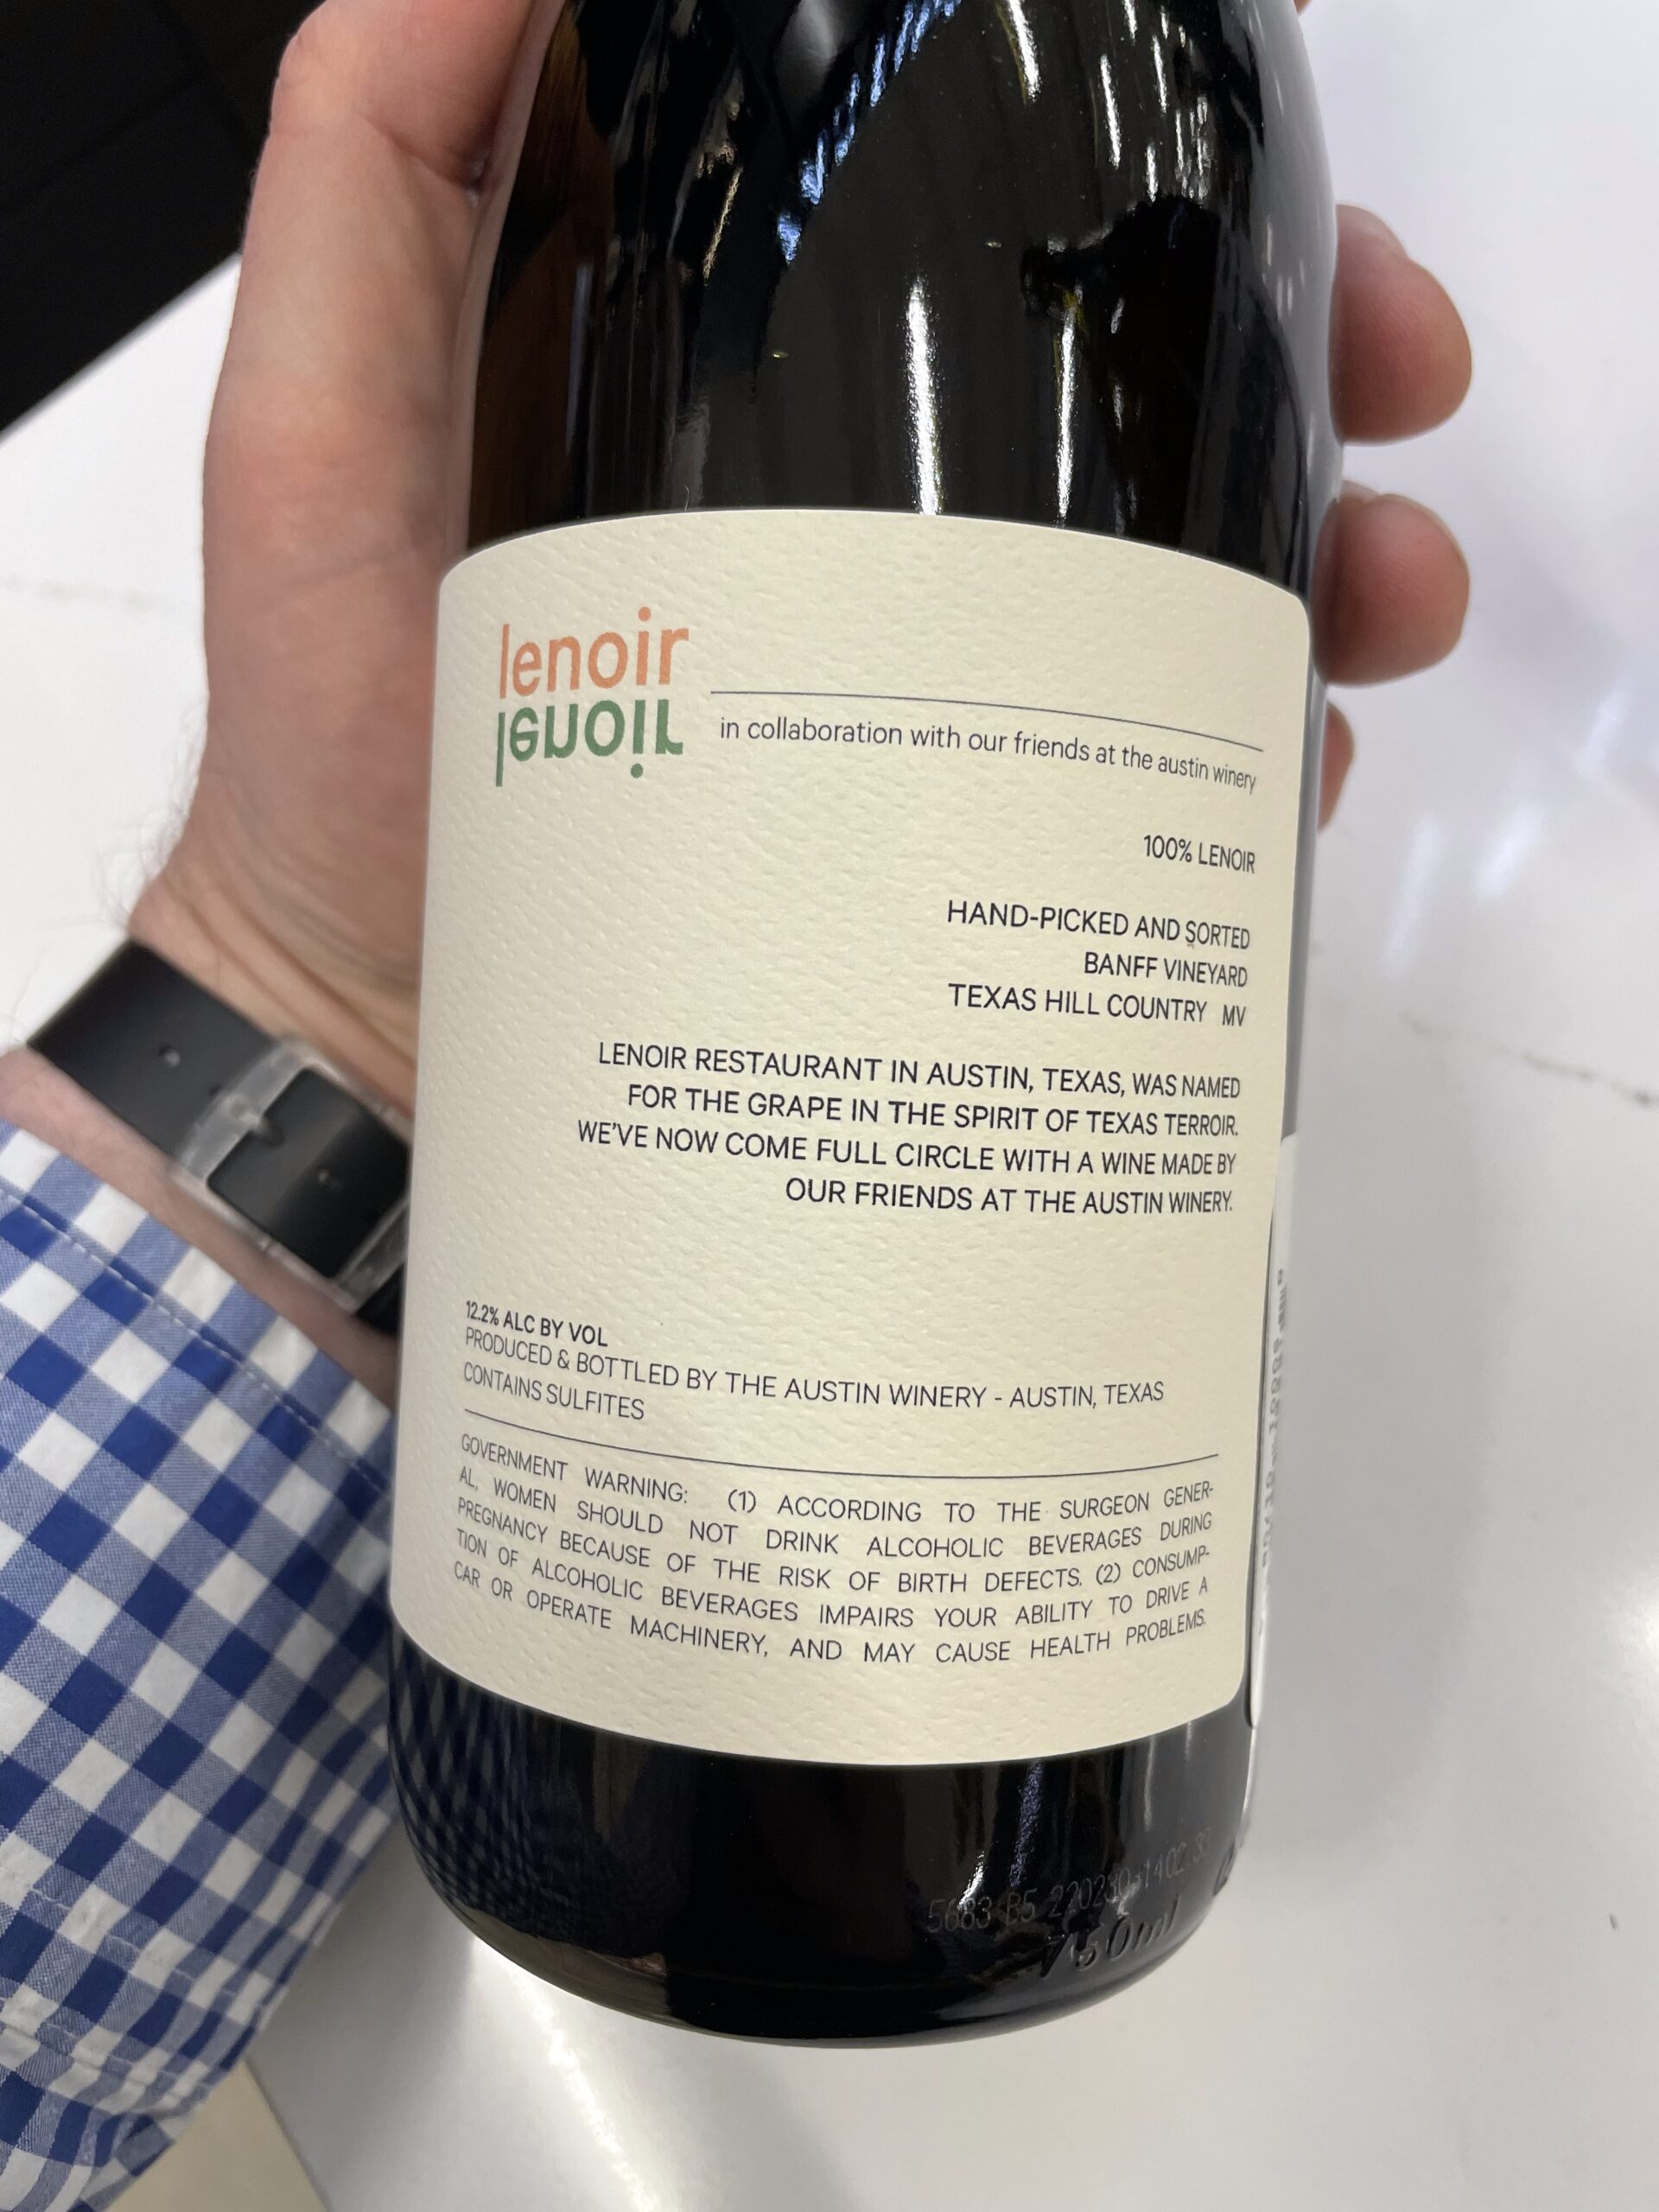 lenoir
lenoir
in collaboration with our friends at the austin winery
100% LENOIR
HAND-PICKED AND SORTED
BANFF VINEYARD
TEXAS HILL COUNTRY MV
LENOIR RESTAURANT IN AUSTIN, TEXAS, WAS NAMED
FOR THE GRAPE IN THE SPIRIT OF TEXAS TERROIR.
WE'VE NOW COME FULL CIRCLE WITH A WINE MADE BY
OUR FRIENDS AT THE AUSTIN WINERY.
12.2% ALC BY VOL
PRODUCED & BOTTLED BY THE AUSTIN WINERY - AUSTIN, TEXAS
CONTAINS SULFITES
GOVERNMENT WARNING: (1) ACCORDING TO THE SURGEON GENER-
AL, WOMEN SHOULD NOT DRINK ALCOHOLIC BEVERAGES DURING
PREGNANCY BECAUSE OF THE RISK OF BIRTH DEFECTS. (2) CONSUMP-
TION OF ALCOHOLIC BEVERAGES IMPAIRS YOUR ABILITY TO DRIVE A
CAR OR OPERATE MACHINERY, AND MAY CAUSE HEALTH PROBLEMS.
5683 B5
750ml